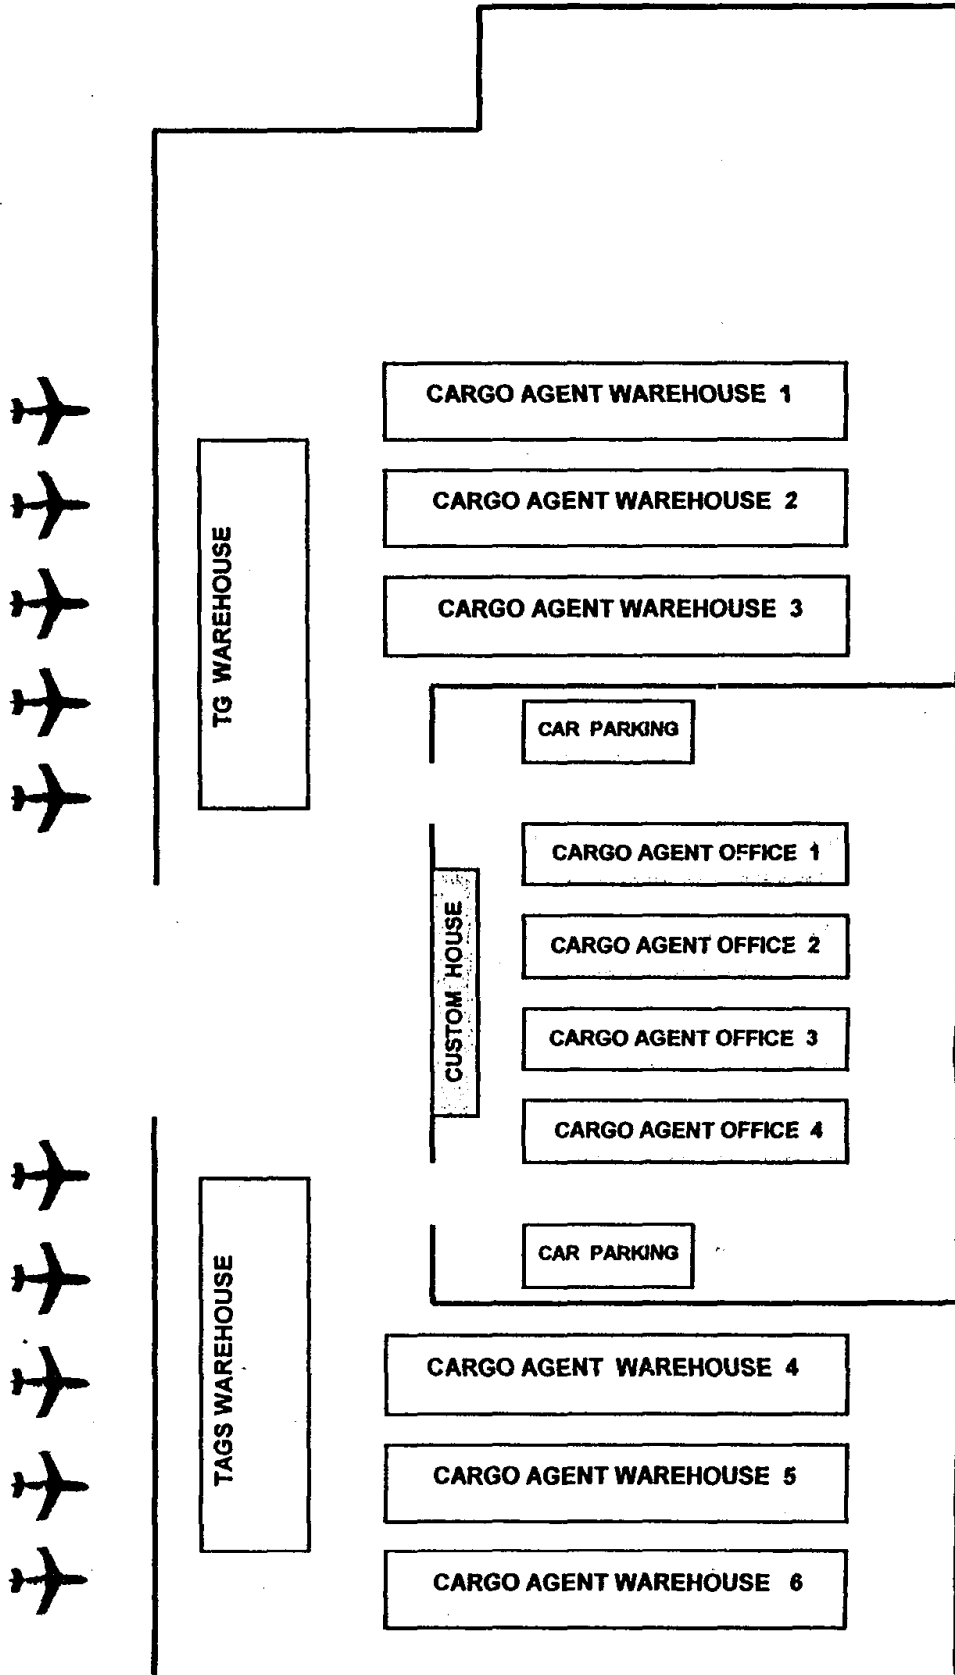 CARGO AGENT WAREHOUSE 1
CARGO AGENT WAREHOUSE 2
CARGO AGENT WAREHOUSE 3
TG WAREHOUSE
CAR PARKING
CARGO AGENT OFFICE 1
CARGO AGENT OFFICE 2
CUSTOM HOUSE
CARGO AGENT OFFICE 3
CARGO AGENT OFFICE 4
CAR PARKING
TAGS WAREHOUSE
CARGO AGENT WAREHOUSE 4
CARGO AGENT WAREHOUSE 5
CARGO AGENT WAREHOUSE 6